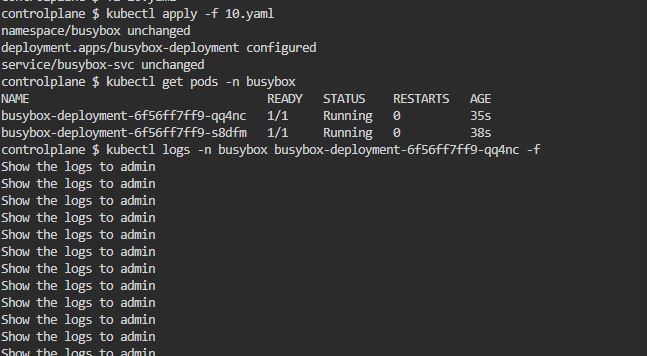 controlplane $ kubectl apply -f 10.yaml
namespace/busybox unchanged
deployment.apps/busybox-deployment configured
service/busybox-svc unchanged
controlplane $ kubectl get pods -n busybox
NAME READY STATUS RESTARTS AGE
busybox-deployment-6f56ff7ff9-qq4nc 1/1 Running 0 35s
busybox-deployment-6f56ff7ff9-s8dfm 1/1 Running 0 38s
controlplane $ kubectl logs -n busybox busybox-deployment-6f56ff7ff9-qq4nc -f
Show the logs to admin
Show the logs to admin
Show the logs to admin
Show the logs to admin
Show the logs to admin
Show the logs to admin
Show the logs to admin
Show the logs to admin
Show the logs to admin
Show the logs to admin
Show the logs to admin
Show the logs to admin